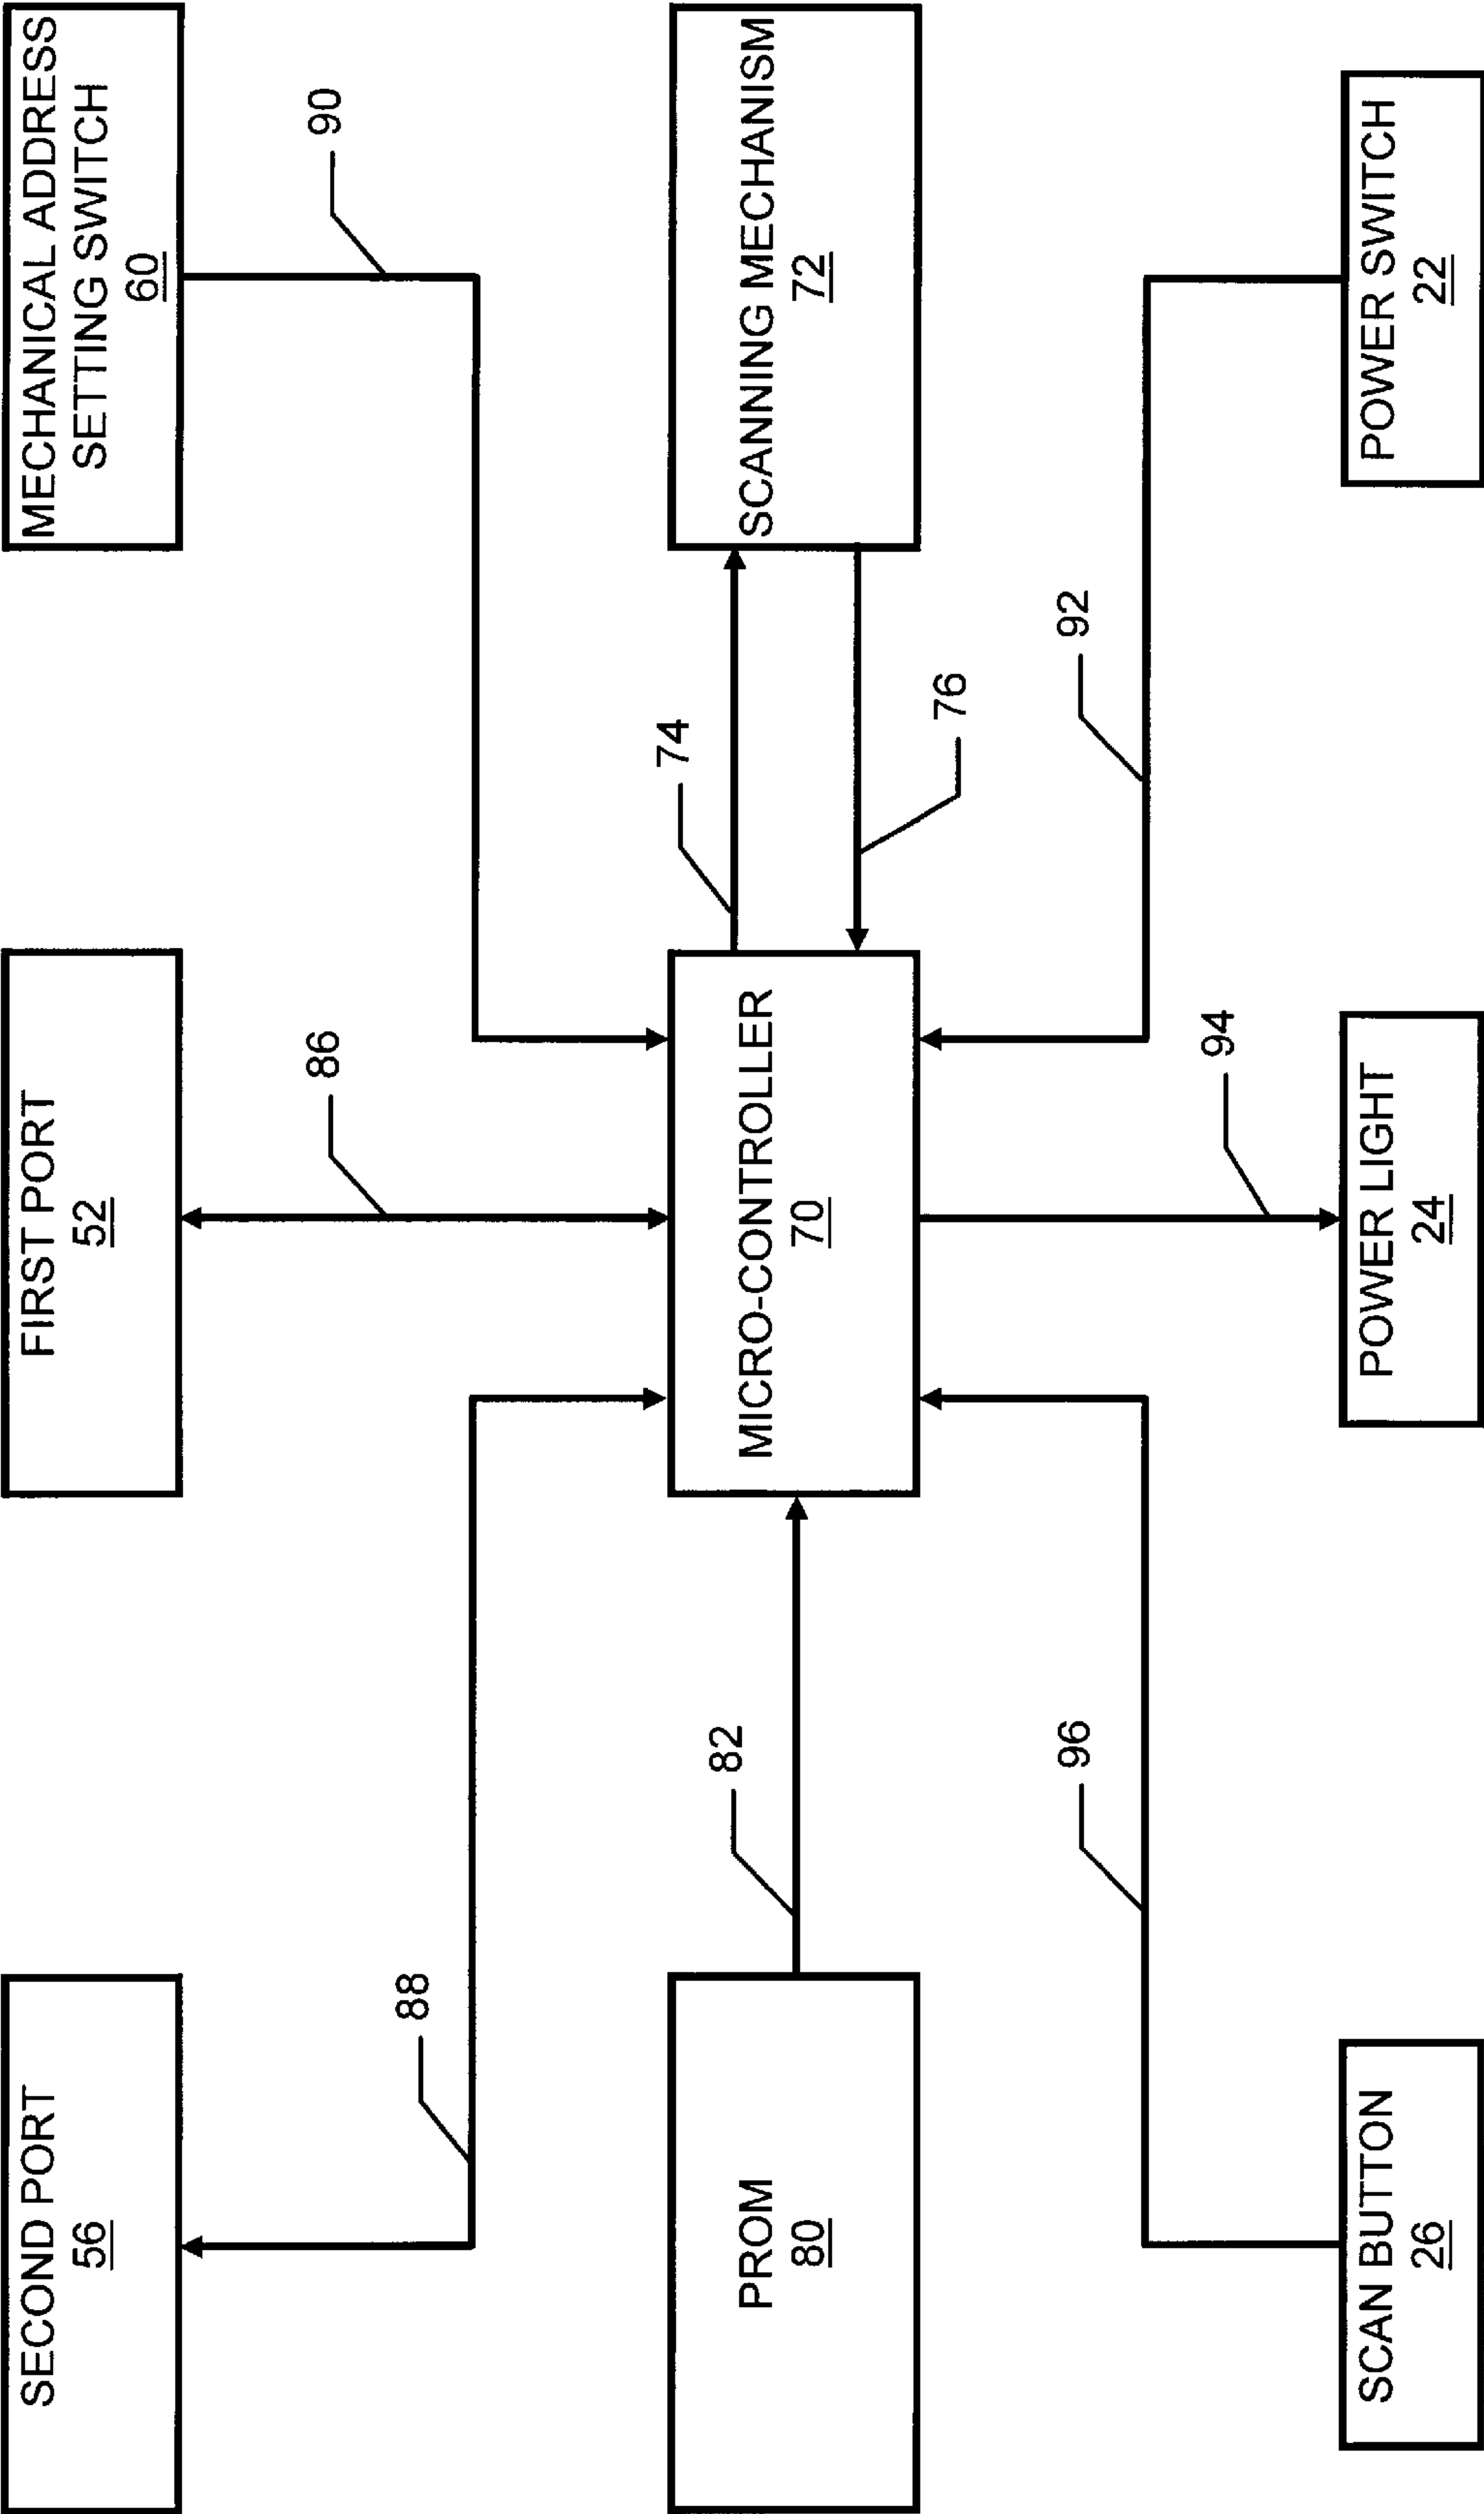 SECOND PORT
56
FIRST PORT
52
MECHANICAL ADDRESS
SETTING SWITCH
60
88
86
90
PROM
80
82
MICRO-CONTROLLER
70
74
76
SCANNING MECHANISM
72
96
94
92
SCAN BUTTON
26
POWER LIGHT
24
POWER SWITCH
22